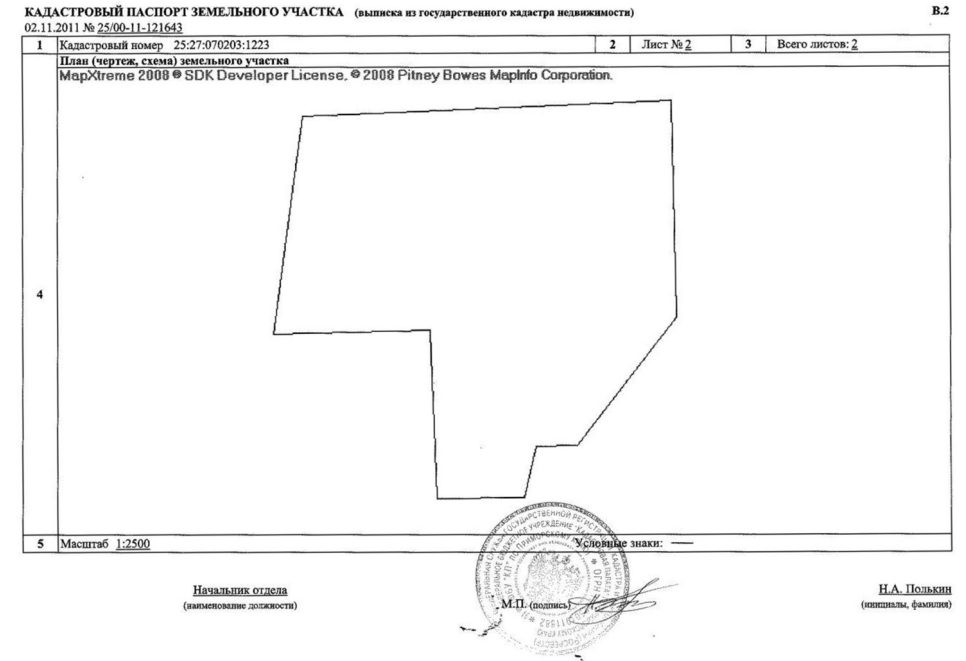 КАДАСТРОВЫЙ ПАСПОРТ ЗЕМЕЛЬНОГО УЧАСТКА (выписка из государственного кадастра недвижимости) В.2
02.11.2011 № 25/00-11-121643
1 Кадастровый номер 25:27:070203:1223 2 Лист № 2 3 Всего листов: 2
План (чертеж, схема) земельного участка
MapXtreme 2008 ® SDK Developer License. © 2008 Pitney Bowes MapInfo Corporation.
4
5 Масштаб 1:2500 Условные знаки:
Начальник отдела М.П. (подпись) Н.А. Полькин
(наименование должности) (инициалы, фамилия)